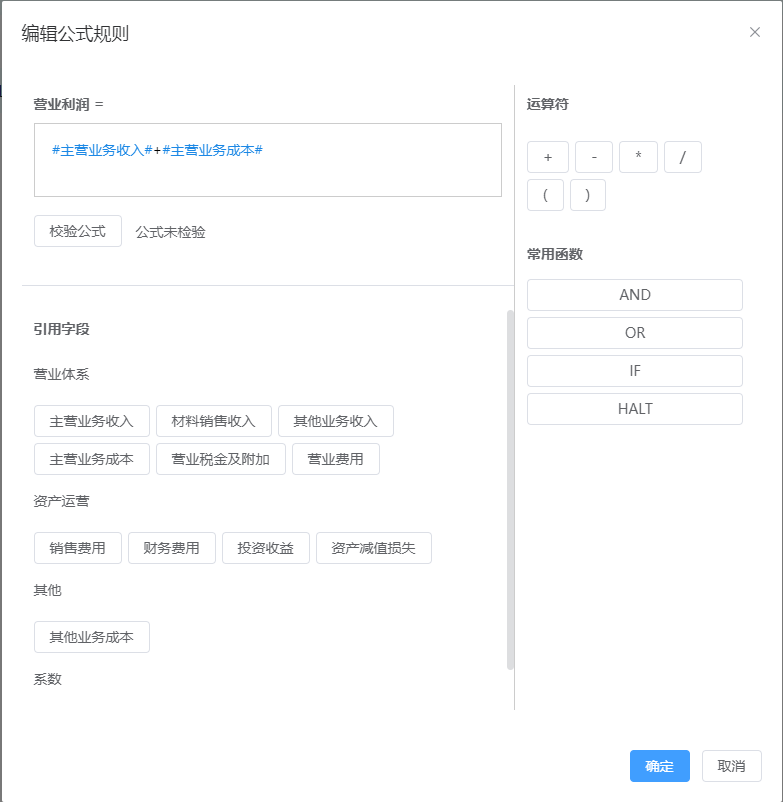 编辑公式规则
营业利润 =
#主营业务收入#+#主营业务成本#
校验公式 公式未检验
引用字段
营业体系
主营业务收入 材料销售收入 其他业务收入
主营业务成本 营业税金及附加 营业费用
资产运营
销售费用 财务费用 投资收益 资产减值损失
其他
其他业务成本
系数
运算符
+ - * /
( )
常用函数
AND
OR
IF
HALT
确定 取消